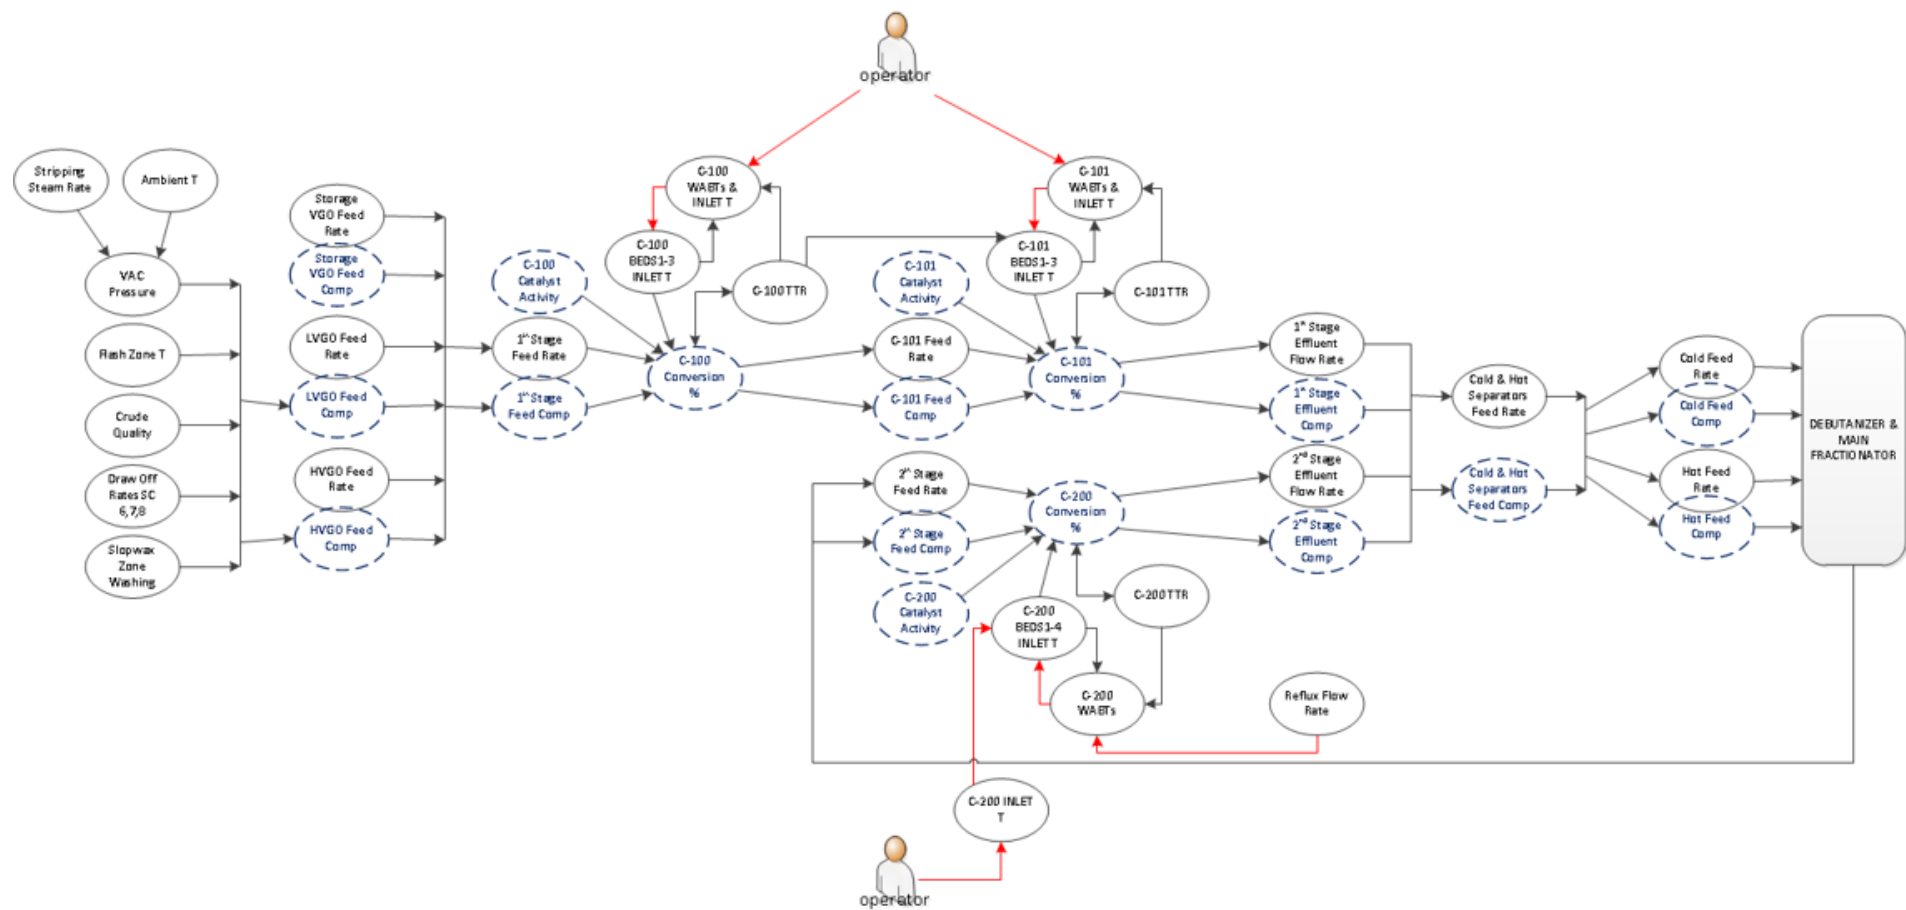 operator
Stripping
Steam Rate
Ambient T
VAC
Pressure
Flash Zone T
Crude
Quality
Draw Off
Rates SC
6,7,8
Slopwax
Zone
Washing
Storage
VGO Feed
Rate
Storage
VGO Feed
Comp
LVGO Feed
Rate
LVGO Feed
Comp
HVGO Feed
Rate
HVGO Feed
Comp
C-100
Catalyst
Activity
1st Stage
Feed Rate
1st Stage
Feed Comp
C-100
WABTs &
INLET T
C-100
BEDS1-3
INLET T
C-100 TTR
C-100
Conversion
%
C-101
Catalyst
Activity
C-101 Feed
Rate
C-101 Feed
Comp
C-101
WABTs &
INLET T
C-101
BEDS1-3
INLET T
C-101 TTR
C-101
Conversion
%
2nd Stage
Feed Rate
2nd Stage
Feed Comp
C-200
Catalyst
Activity
C-200
Conversion
%
C-200 TTR
C-200
BEDS1-4
INLET T
C-200
WABTs
Reflux Flow
Rate
C-200 INLET
T
operator
1st Stage
Effluent
Flow Rate
1st Stage
Effluent
Comp
2nd Stage
Effluent
Flow Rate
2nd Stage
Effluent
Comp
Cold & Hot
Separators
Feed Rate
Cold & Hot
Separators
Feed Comp
Cold Feed
Rate
Cold Feed
Comp
Hot Feed
Rate
Hot Feed
Comp
DEBUTANIZER &
MAIN
FRACTIONATOR